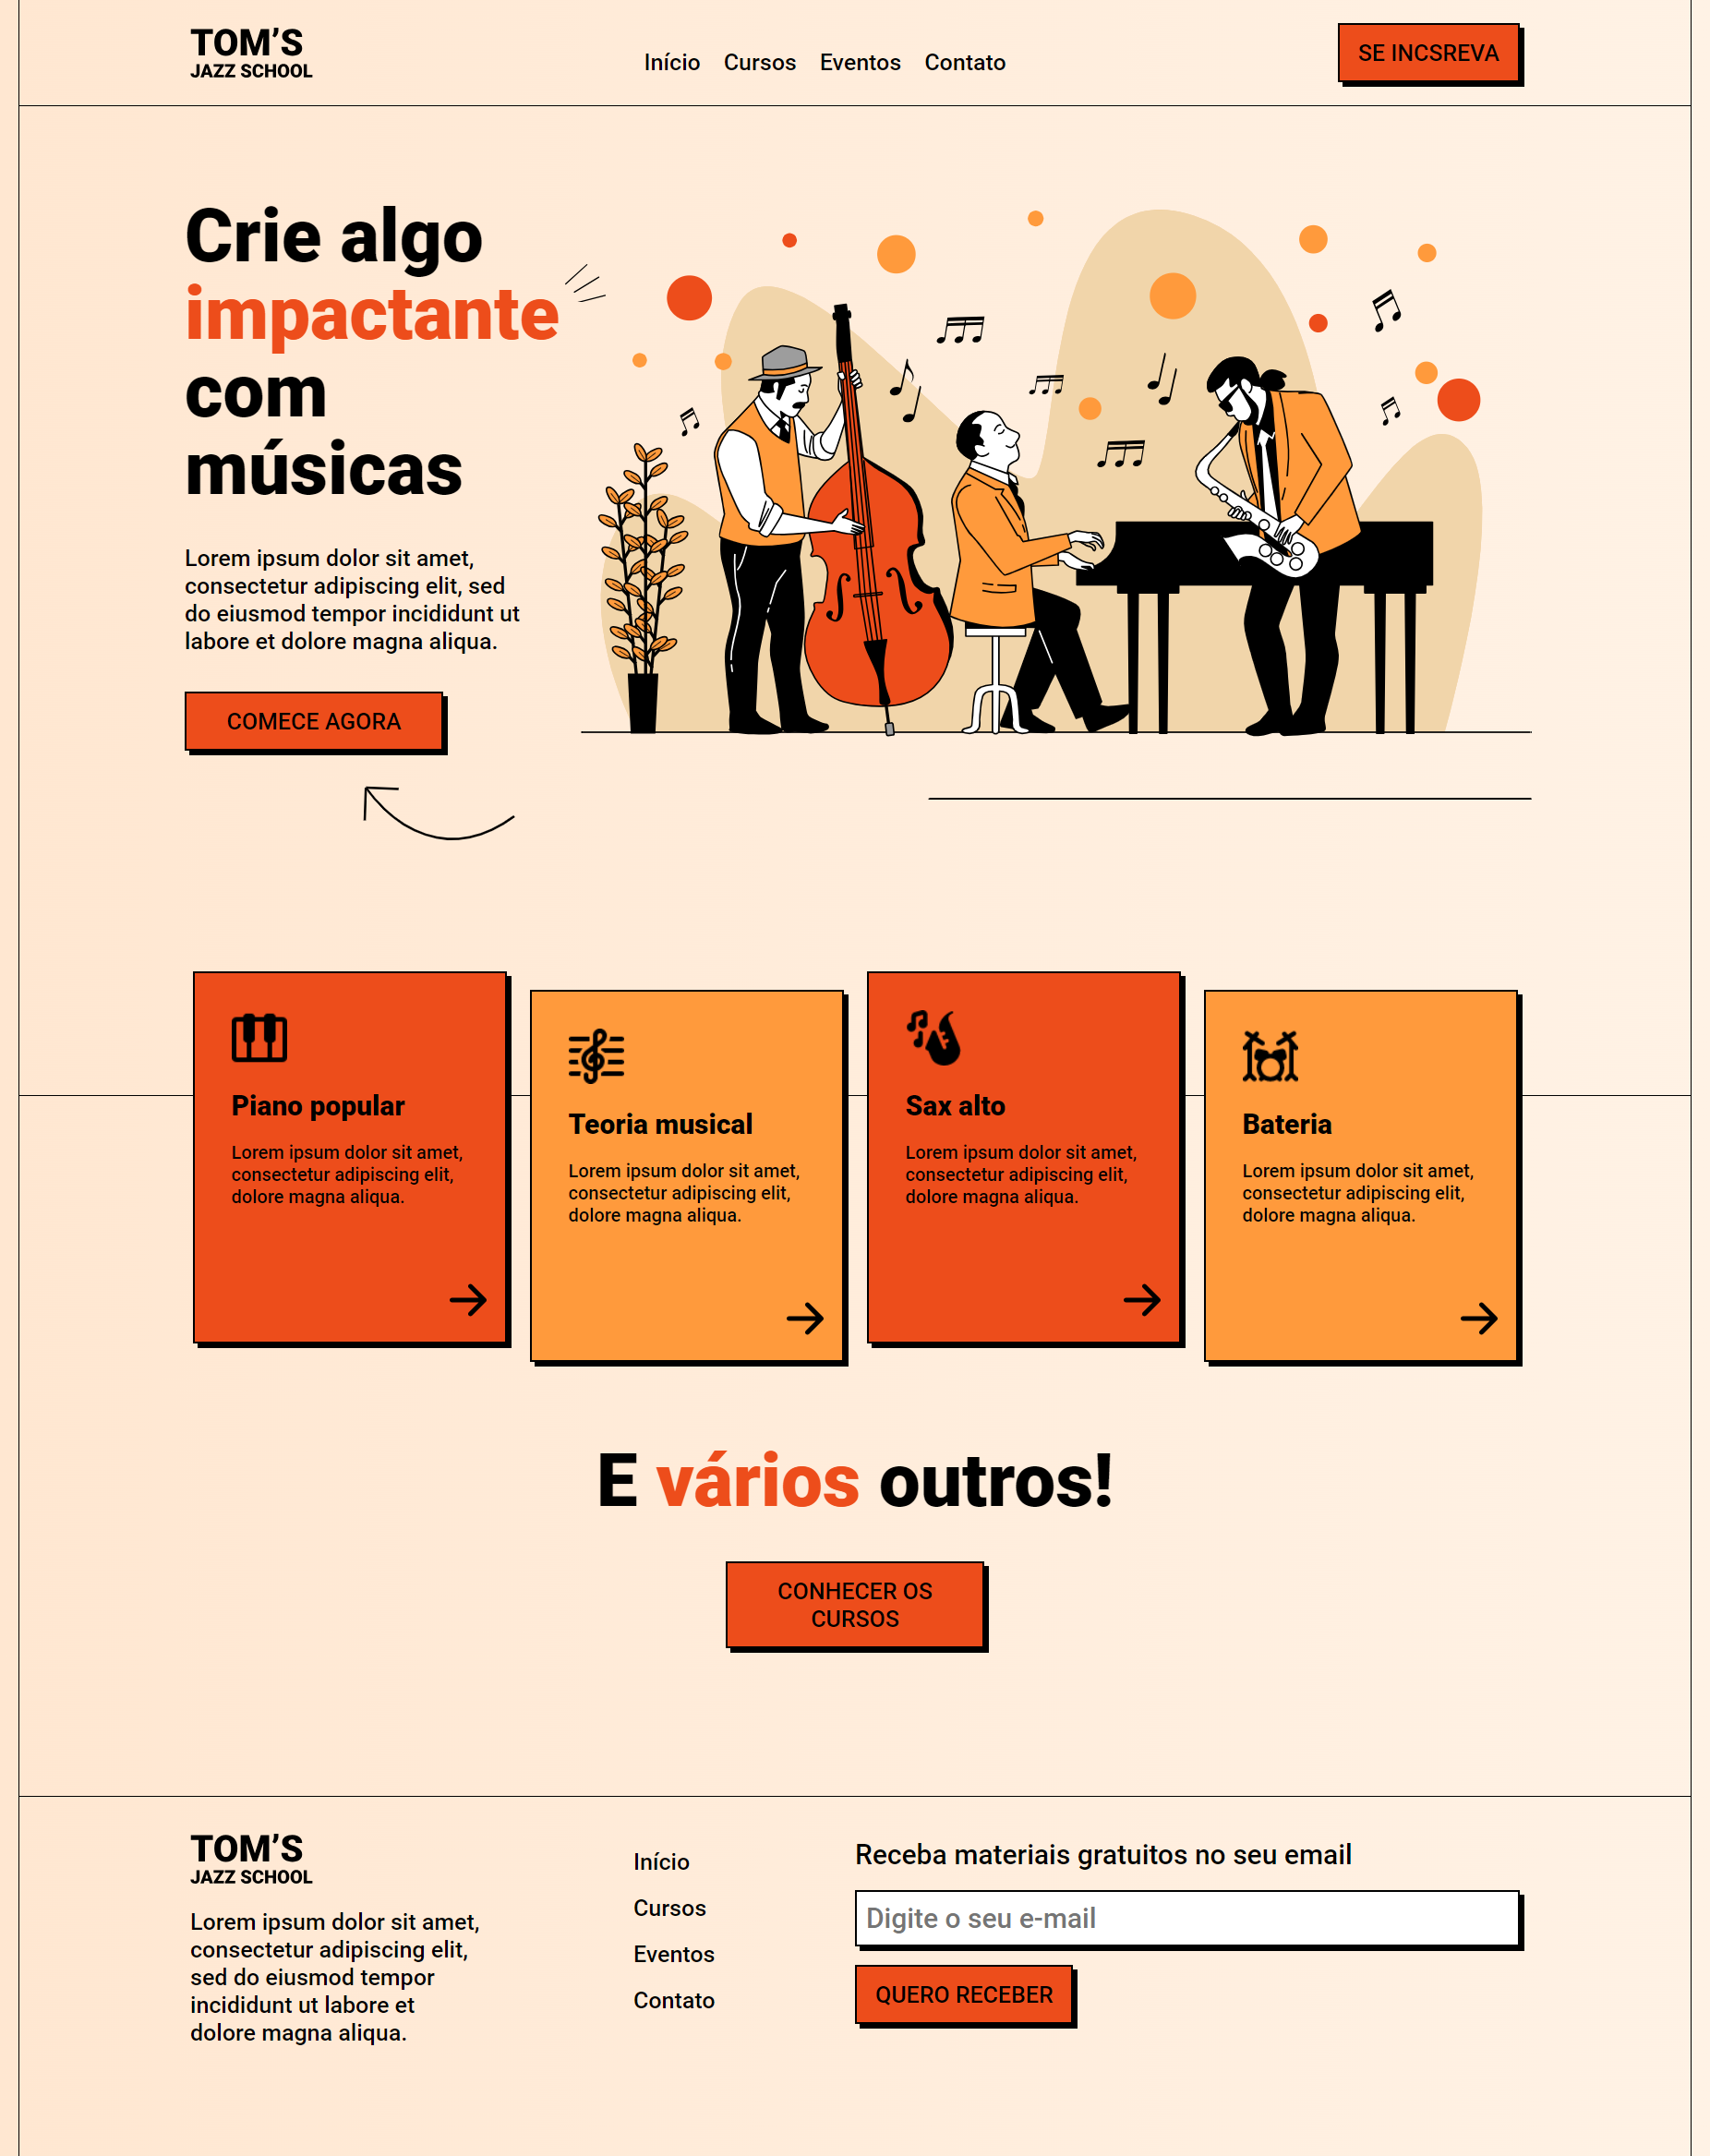 TOM’S
JAZZ SCHOOL
Início Cursos Eventos Contato
SE INCSREVA
Crie algo
impactante
com
músicas
Lorem ipsum dolor sit amet,
consectetur adipiscing elit, sed
do eiusmod tempor incididunt ut
labore et dolore magna aliqua.
COMECE AGORA
Piano popular
Lorem ipsum dolor sit amet,
consectetur adipiscing elit,
dolore magna aliqua.
Teoria musical
Lorem ipsum dolor sit amet,
consectetur adipiscing elit,
dolore magna aliqua.
Sax alto
Lorem ipsum dolor sit amet,
consectetur adipiscing elit,
dolore magna aliqua.
Bateria
Lorem ipsum dolor sit amet,
consectetur adipiscing elit,
dolore magna aliqua.
E vários outros!
CONHECER OS
CURSOS
TOM’S
JAZZ SCHOOL
Lorem ipsum dolor sit amet,
consectetur adipiscing elit,
sed do eiusmod tempor
incididunt ut labore et
dolore magna aliqua.
Início
Cursos
Eventos
Contato
Receba materiais gratuitos no seu email
Digite o seu e-mail
QUERO RECEBER